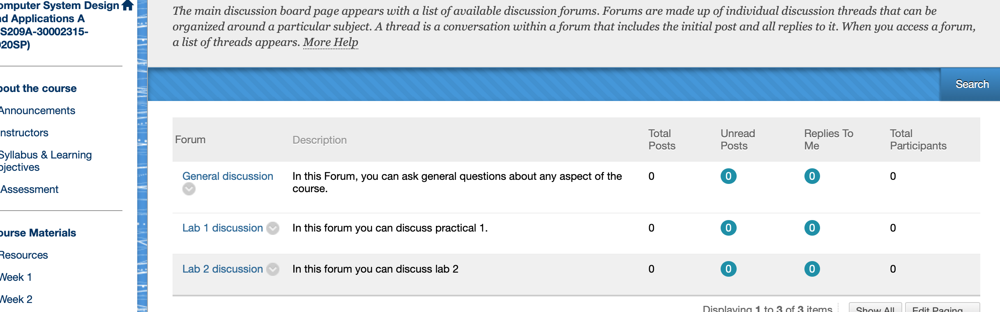 omputer System Design
nd Applications A
S209A-30002315-
020SP)
bout the course
Announcements
nstructors
Syllabus & Learning
bjectives
Assessment
ourse Materials
Resources
Week 1
Week 2
The main discussion board page appears with a list of available discussion forums. Forums are made up of individual discussion threads that can be
organized around a particular subject. A thread is a conversation within a forum that includes the initial post and all replies to it. When you access a forum,
a list of threads appears. More Help
Search
Forum Description Total Posts Unread Posts Replies To Me Total Participants
General discussion In this Forum, you can ask general questions about any aspect of the
course. 0 0 0 0
Lab 1 discussion In this forum you can discuss practical 1. 0 0 0 0
Lab 2 discussion In this forum you can discuss lab 2 0 0 0 0
Displaying 1 to 3 of 3 items Show All Edit Paging...